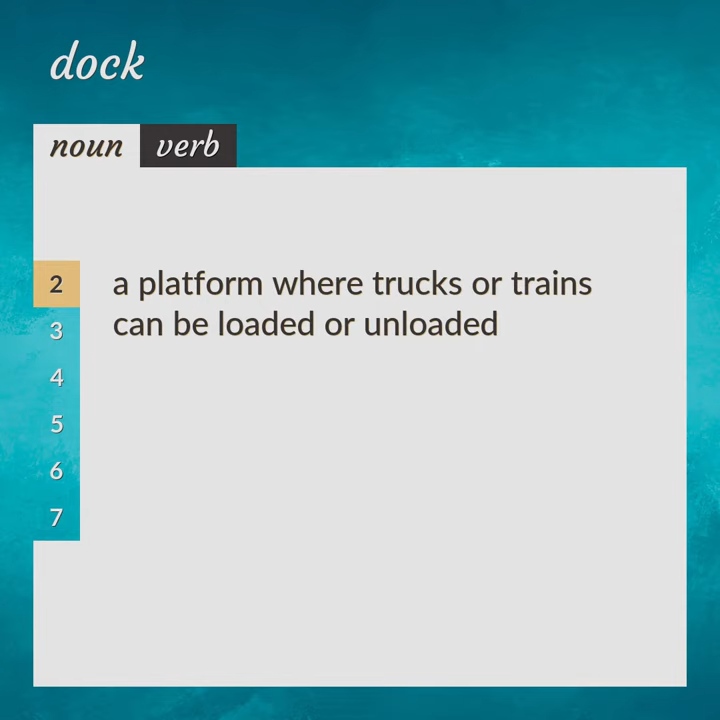 dock
noun verb
2 a platform where trucks or trains
can be loaded or unloaded
3
4
5
6
7